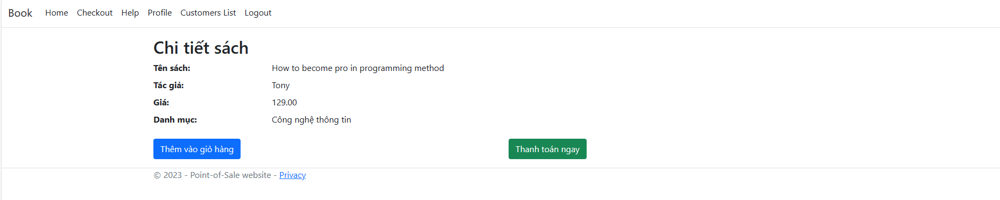 Book Home Checkout Help Profile Customers List Logout
Chi tiết sách
Tên sách: How to become pro in programming method
Tác giả: Tony
Giá: 129.00
Danh mục: Công nghệ thông tin
Thêm vào giỏ hàng Thanh toán ngay
© 2023 - Point-of-Sale website - Privacy